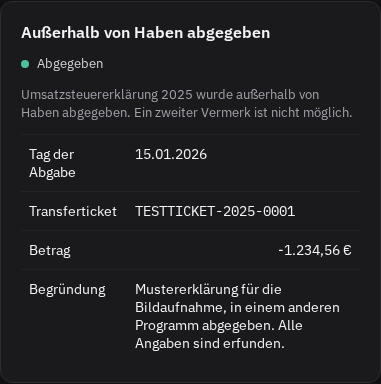 Außerhalb von Haben abgegeben
Abgegeben
Umsatzsteuererklärung 2025 wurde außerhalb von
Haben abgegeben. Ein zweiter Vermerk ist nicht möglich.
Tag der
Abgabe
15.01.2026
Transferticket TESTTICKET-2025-0001
Betrag -1.234,56 €
Begründung Mustererklärung für die
Bildaufnahme, in einem anderen
Programm abgegeben. Alle
Angaben sind erfunden.